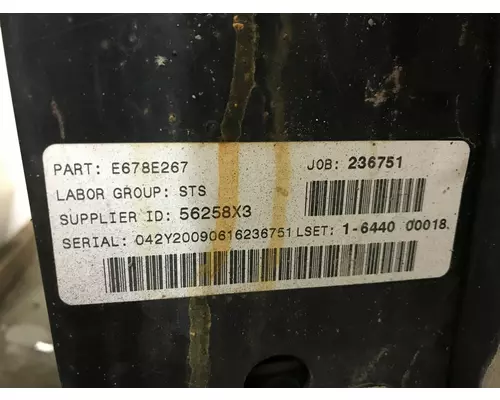 PART: E678E267 JOB: 236751
LABOR GROUP: STS
SUPPLIER ID: 56258X3
SERIAL: 042Y20090616236751 LSET: 1-6440 00018